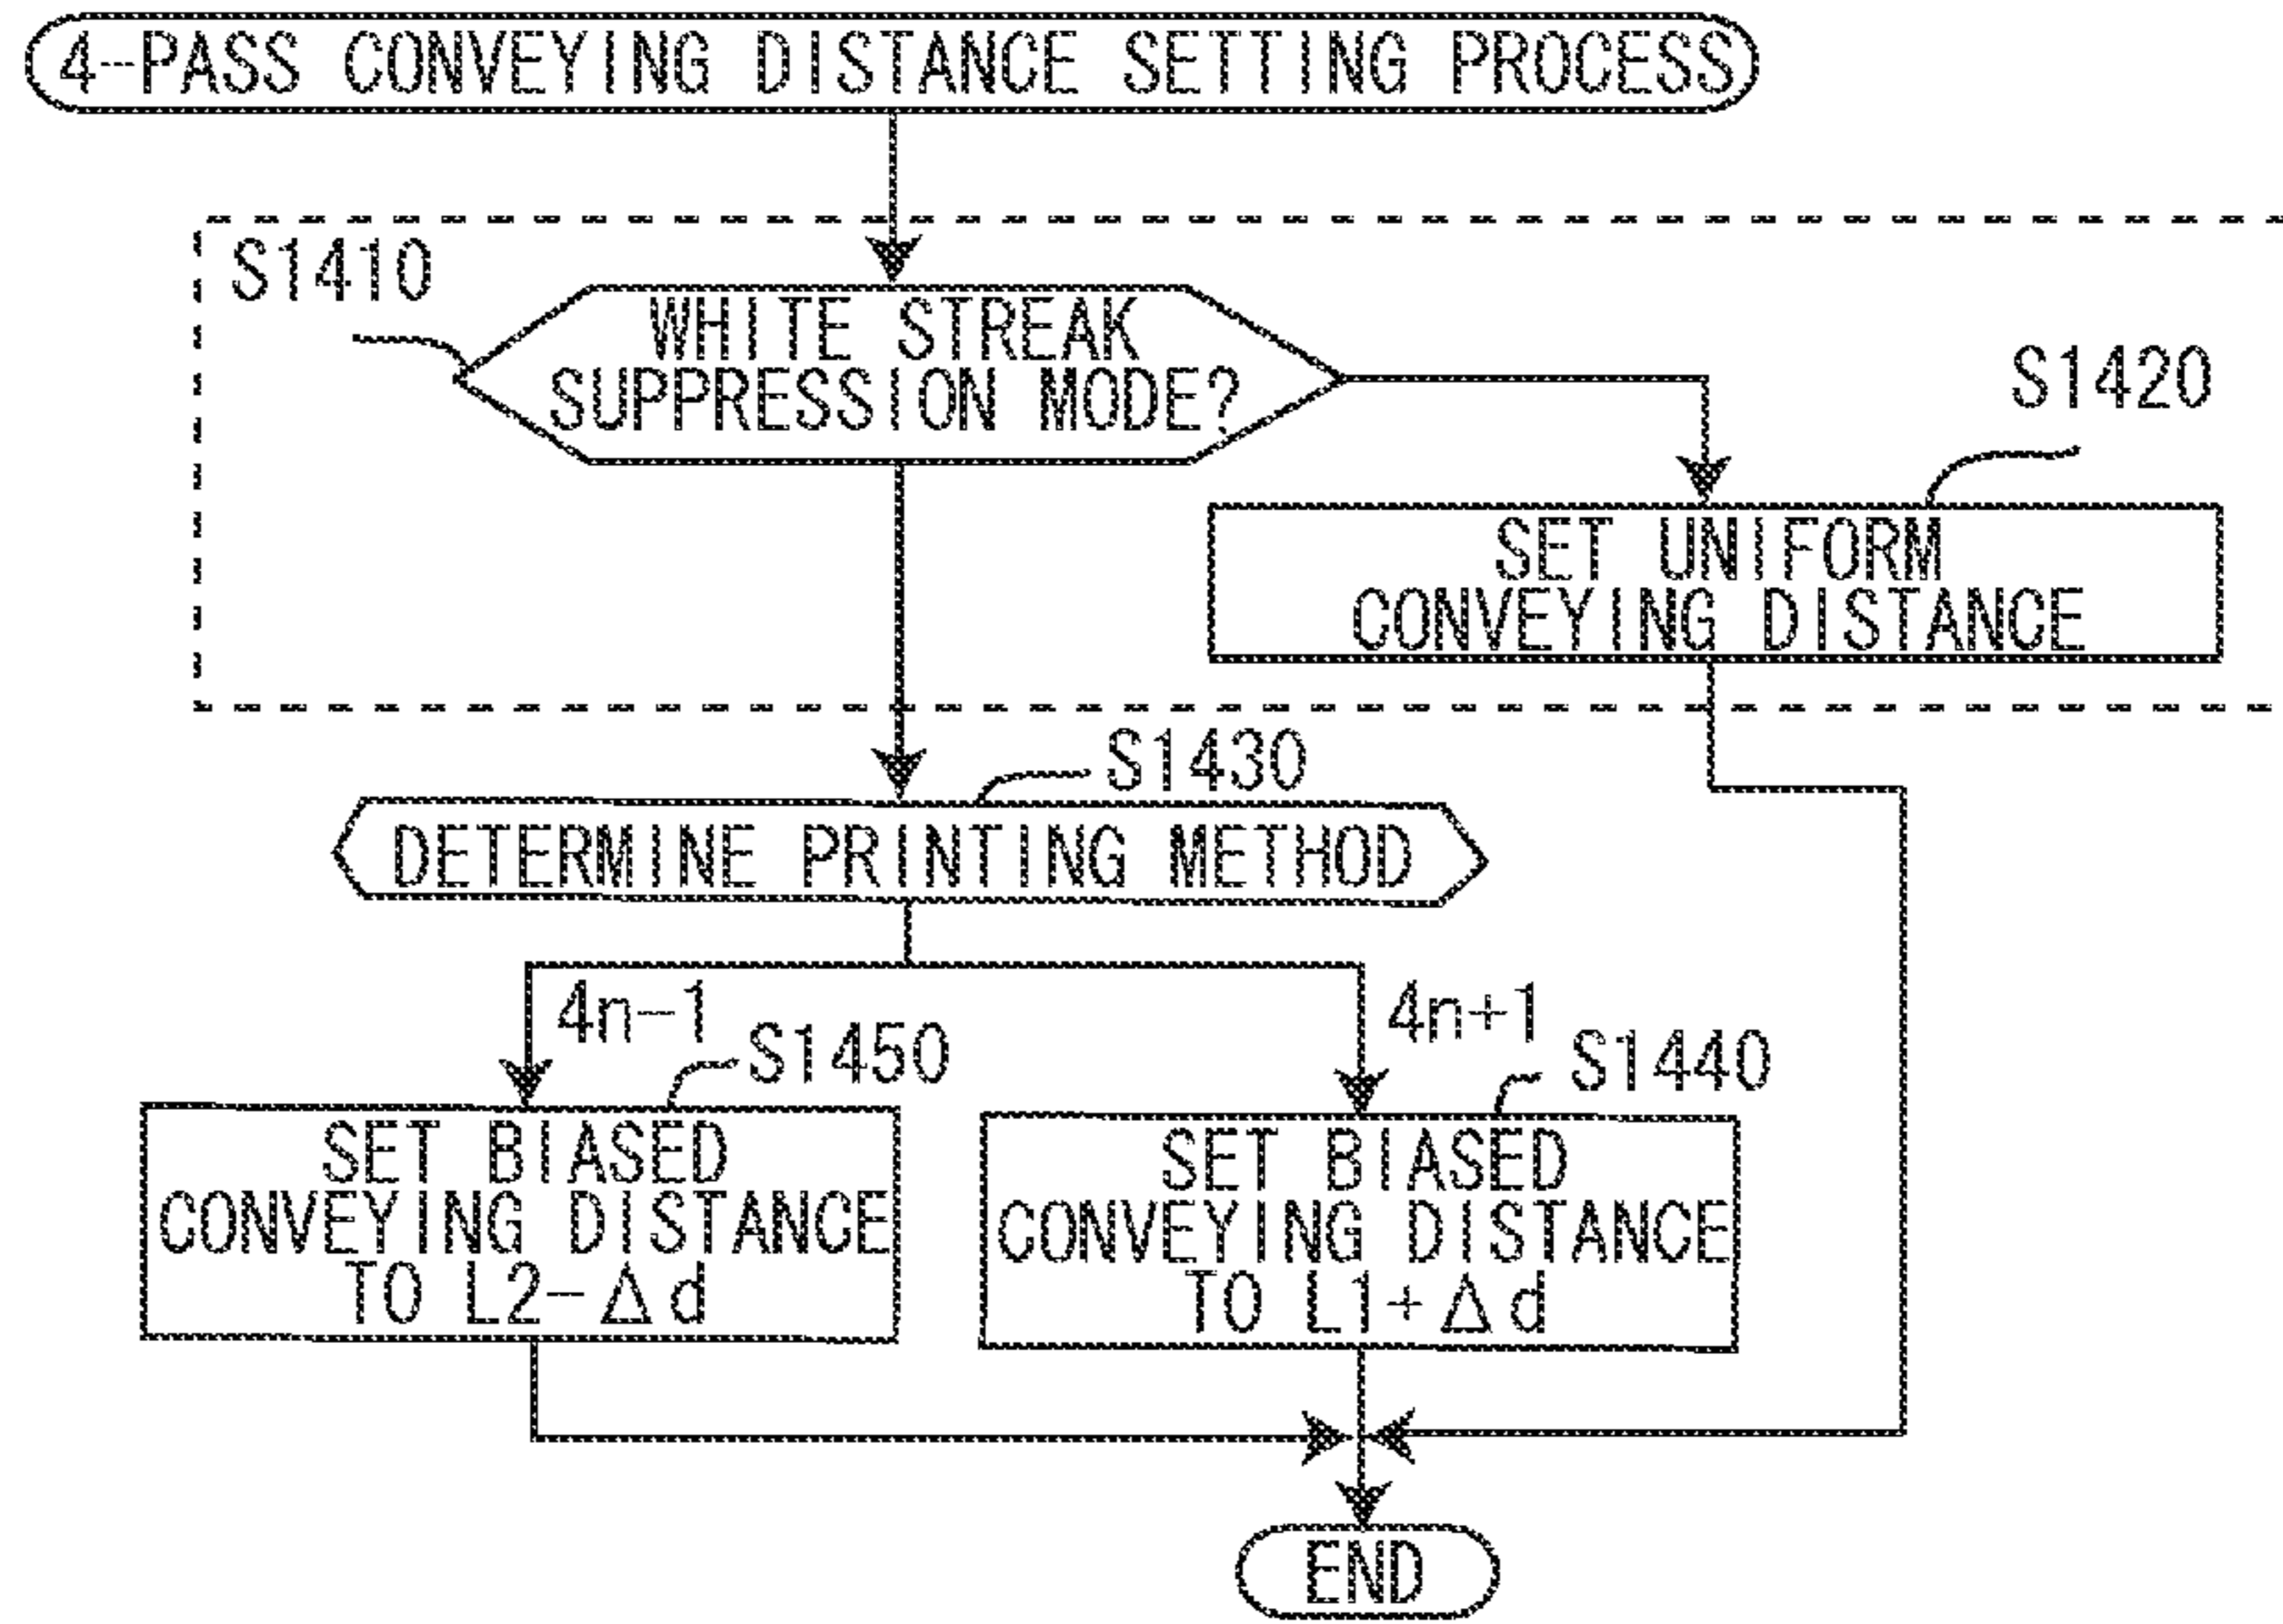 4-PASS CONVEYING DISTANCE SETTING PROCESS
S1410
WHITE STREAK
SUPPRESSION MODE?
S1420
SET UNIFORM
CONVEYING DISTANCE
S1430
DETERMINE PRINTING METHOD
4n-1
4n+1
S1450
S1440
SET BIASED
CONVEYING DISTANCE
TO L2-Δd
SET BIASED
CONVEYING DISTANCE
TO L1+Δd
END